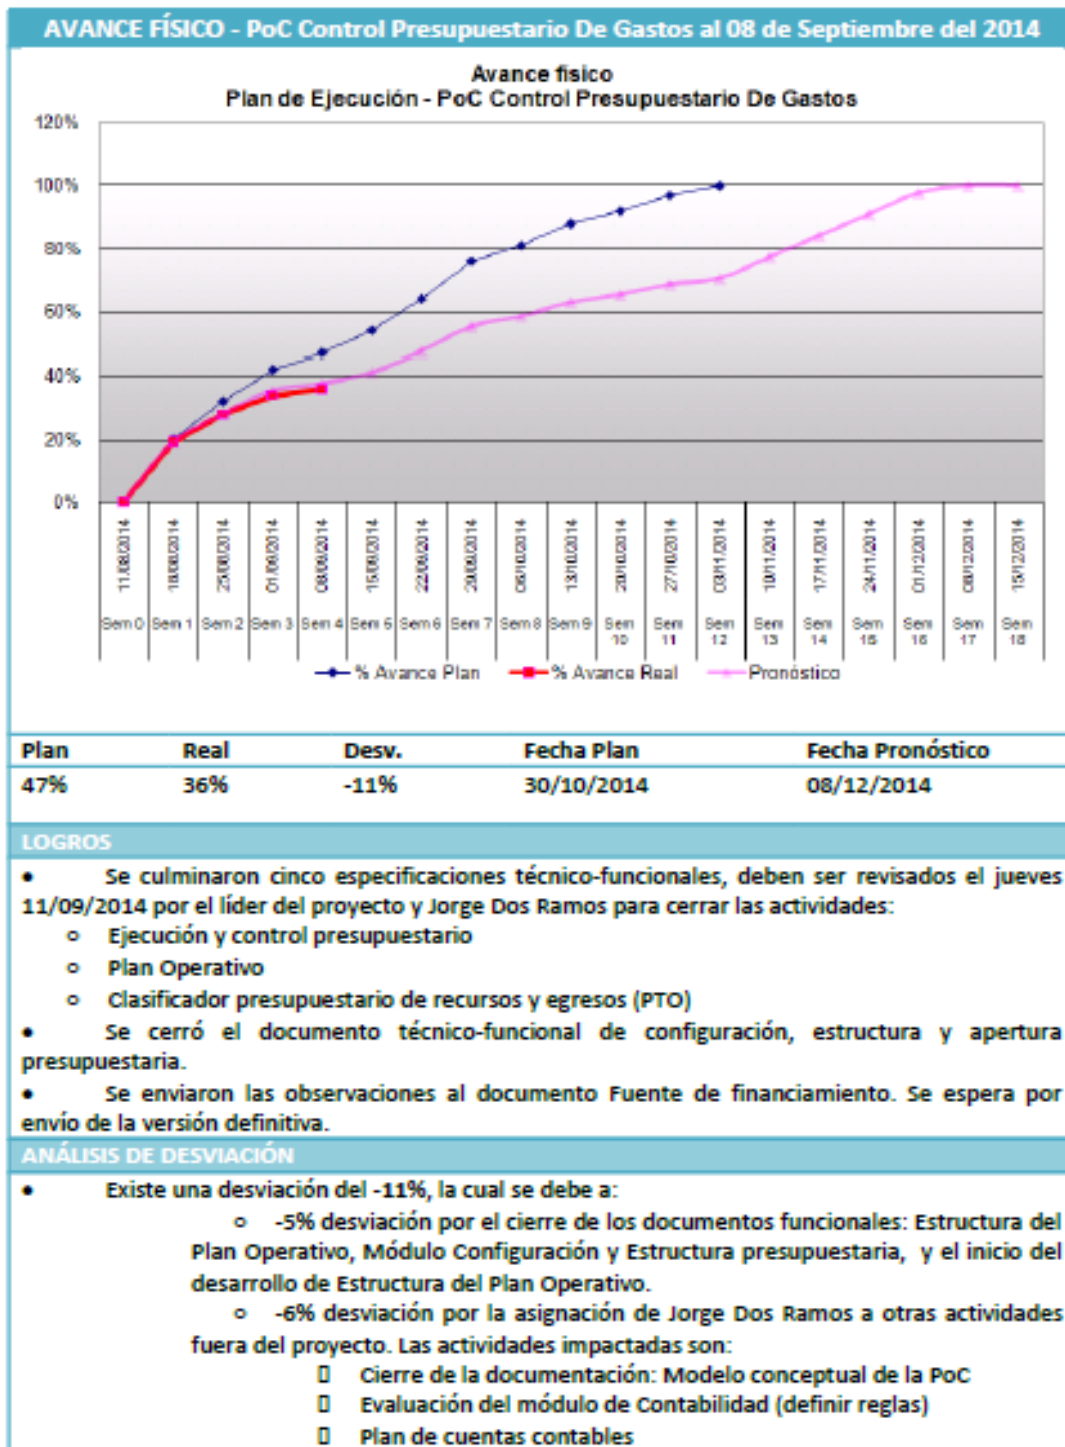 AVANCE FÍSICO - PoC Control Presupuestario De Gastos al 08 de Septiembre del 2014
Avance fisico
Plan de Ejecución - PoC Control Presupuestario De Gastos
120%
100%
80%
60%
40%
20%
0%
11/08/2014 18/08/2014 25/08/2014 01/09/2014 08/09/2014 15/09/2014 22/09/2014 29/09/2014 06/10/2014 13/10/2014 20/10/2014 27/10/2014 03/11/2014 10/11/2014 17/11/2014 24/11/2014 01/12/2014 08/12/2014 15/12/2014
Sem 0 Sem 1 Sem 2 Sem 3 Sem 4 Sem 5 Sem 6 Sem 7 Sem 8 Sem 9 Sem 10 Sem 11 Sem 12 Sem 13 Sem 14 Sem 15 Sem 16 Sem 17 Sem 18
% Avance Plan % Avance Real Pronóstico
Plan Real Desv. Fecha Plan Fecha Pronóstico
47% 36% -11% 30/10/2014 08/12/2014
LOGROS
• Se culminaron cinco especificaciones técnico-funcionales, deben ser revisados el jueves
11/09/2014 por el líder del proyecto y Jorge Dos Ramos para cerrar las actividades:
o Ejecución y control presupuestario
o Plan Operativo
o Clasificador presupuestario de recursos y egresos (PTO)
• Se cerró el documento técnico-funcional de configuración, estructura y apertura
presupuestaria.
• Se enviaron las observaciones al documento Fuente de financiamiento. Se espera por
envío de la versión definitiva.
ANÁLISIS DE DESVIACIÓN
• Existe una desviación del -11%, la cual se debe a:
o -5% desviación por el cierre de los documentos funcionales: Estructura del
Plan Operativo, Módulo Configuración y Estructura presupuestaria, y el inicio del
desarrollo de Estructura del Plan Operativo.
o -6% desviación por la asignación de Jorge Dos Ramos a otras actividades
fuera del proyecto. Las actividades impactadas son:
▯ Cierre de la documentación: Modelo conceptual de la PoC
▯ Evaluación del módulo de Contabilidad (definir reglas)
▯ Plan de cuentas contables